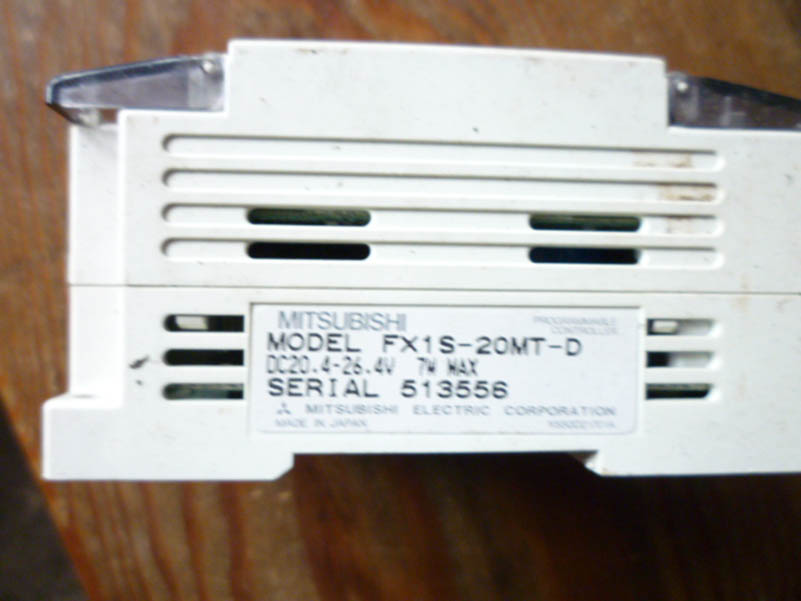 MITSUBISHI
PROGRAMMABLE
CONTROLLER
MODEL FX1S-20MT-D
DC20.4-26.4V 7W MAX
SERIAL 513556
MITSUBISHI ELECTRIC CORPORATION
MADE IN JAPAN